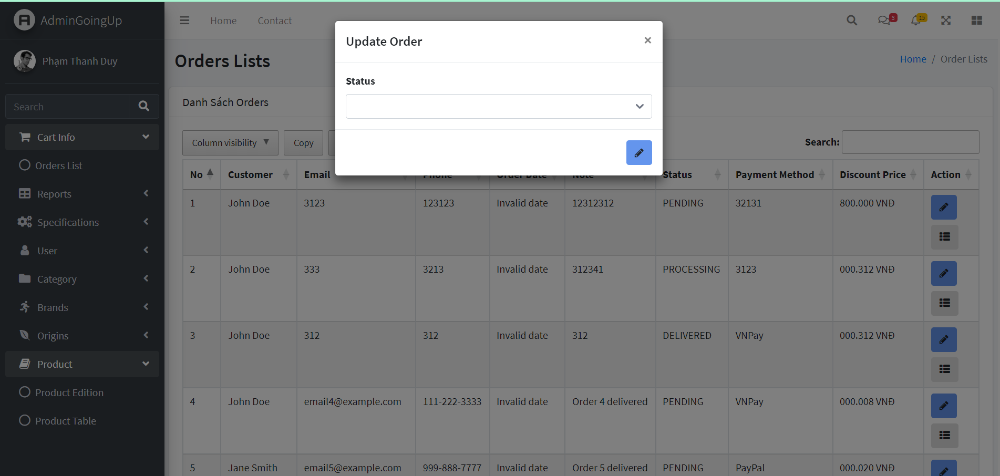 AdminGoingUp
Home
Contact
3
15
Phạm Thanh Duy
Search
Cart Info
Orders List
Reports
Specifications
User
Category
Brands
Origins
Product
Product Edition
Product Table
Update Order
×
Status
Orders Lists
Home / Order Lists
Danh Sách Orders
Column visibility ▼
Copy
Search:
No Customer Email Phone Order Date Note Status Payment Method Discount Price Action
1 John Doe 3123 123123 Invalid date 12312312 PENDING 32131 800.000 VNĐ
2 John Doe 333 3213 Invalid date 312341 PROCESSING 3123 000.312 VNĐ
3 John Doe 312 312 Invalid date 312 DELIVERED VNPay 000.312 VNĐ
4 John Doe email4@example.com 111-222-3333 Invalid date Order 4 delivered PENDING VNPay 000.008 VNĐ
5 Jane Smith email5@example.com 999-888-7777 Invalid date Order 5 delivered PENDING PayPal 000.020 VNĐ